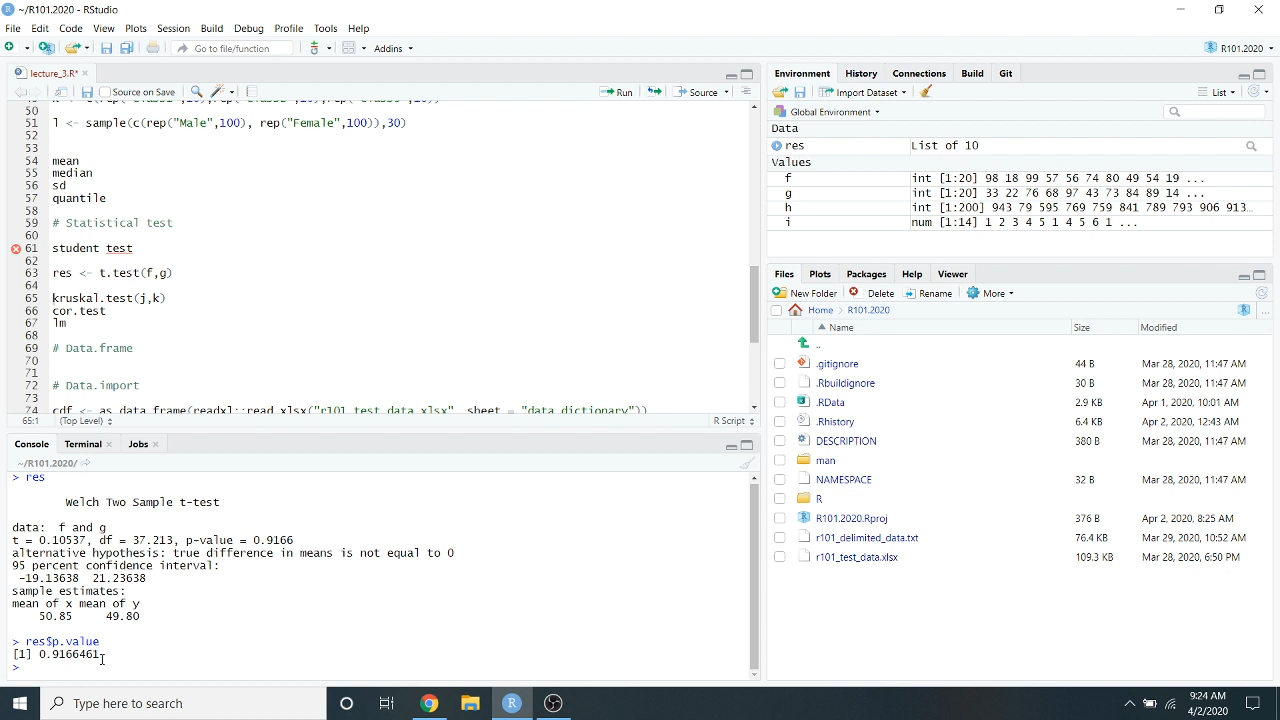 ~/R101.2020 - RStudio
File Edit Code View Plots Session Build Debug Profile Tools Help
Go to file/function
Addins
R101.2020
lecture_3.R*
Source on Save
Run
Source
50
51 l <- sample(c(rep("Male",100), rep("Female",100)),30)
52
53
54 mean
55 median
56 sd
57 quantile
58
59 # Statistical test
60
61 student test
62
63 res <- t.test(f,g)
64
65 kruskal.test(j,k)
66 cor.test
67 lm
68
69 # Data.frame
70
71
72 # Data.import
73
74 rdf <- as.data.frame(readxl::read_xlsx("r101_test_data.xlsx", sheet = "data_dictionary"))
65:1 (Top Level)
R Script
Console Terminal Jobs
~/R101.2020/
> res
Welch Two Sample t-test
data: f and g
t = 0.10537, df = 37.213, p-value = 0.9166
alternative hypothesis: true difference in means is not equal to 0
95 percent confidence interval:
-19.13638 21.23638
sample estimates:
mean of x mean of y
50.85 49.80
> res$p.value
[1] 0.9166461
>
Environment History Connections Build Git
Import Dataset
List
Global Environment
Data
res List of 10
Values
f int [1:20] 98 18 99 57 56 74 80 49 54 19 ...
g int [1:20] 33 22 76 68 97 43 73 84 89 14 ...
h int [1:200] 943 79 595 769 759 841 789 793 906 913...
i num [1:14] 1 2 3 4 5 1 4 5 6 1 ...
Files Plots Packages Help Viewer
New Folder Delete Rename More
Home R101.2020
Name Size Modified
..
.gitignore 44 B Mar 28, 2020, 11:47 AM
.Rbuildignore 30 B Mar 28, 2020, 11:47 AM
.RData 2.9 KB Apr 1, 2020, 10:01 AM
.Rhistory 6.4 KB Apr 2, 2020, 12:43 AM
DESCRIPTION 380 B Mar 28, 2020, 11:47 AM
man
NAMESPACE 32 B Mar 28, 2020, 11:47 AM
R
R101.2020.Rproj 376 B Apr 2, 2020, 8:25 AM
r101_delimited_data.txt 76.4 KB Mar 29, 2020, 10:52 AM
r101_test_data.xlsx 109.3 KB Mar 28, 2020, 6:50 PM
Type here to search
9:24 AM
4/2/2020